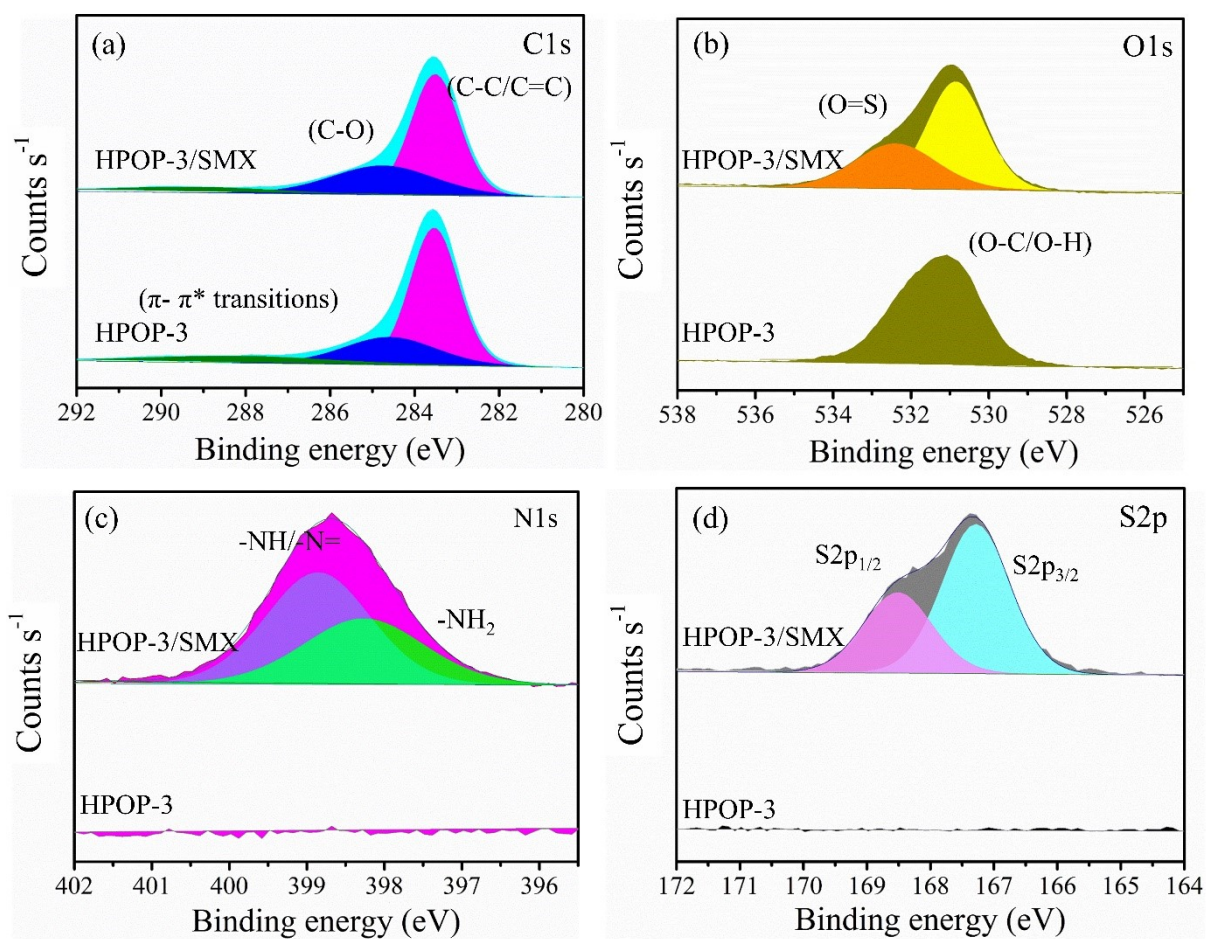 (a)
C1s
(C-C/C=C)
(C-O)
HPOP-3/SMX
(π- π* transitions)
HPOP-3
Counts s-1
292 290 288 286 284 282 280
Binding energy (eV)
(b)
O1s
(O=S)
HPOP-3/SMX
(O-C/O-H)
HPOP-3
Counts s-1
538 536 534 532 530 528 526
Binding energy (eV)
(c)
N1s
-NH/-N=
-NH2
HPOP-3/SMX
HPOP-3
Counts s-1
402 401 400 399 398 397 396
Binding energy (eV)
(d)
S2p
S2p1/2
S2p3/2
HPOP-3/SMX
HPOP-3
Counts s-1
172 171 170 169 168 167 166 165 164
Binding energy (eV)